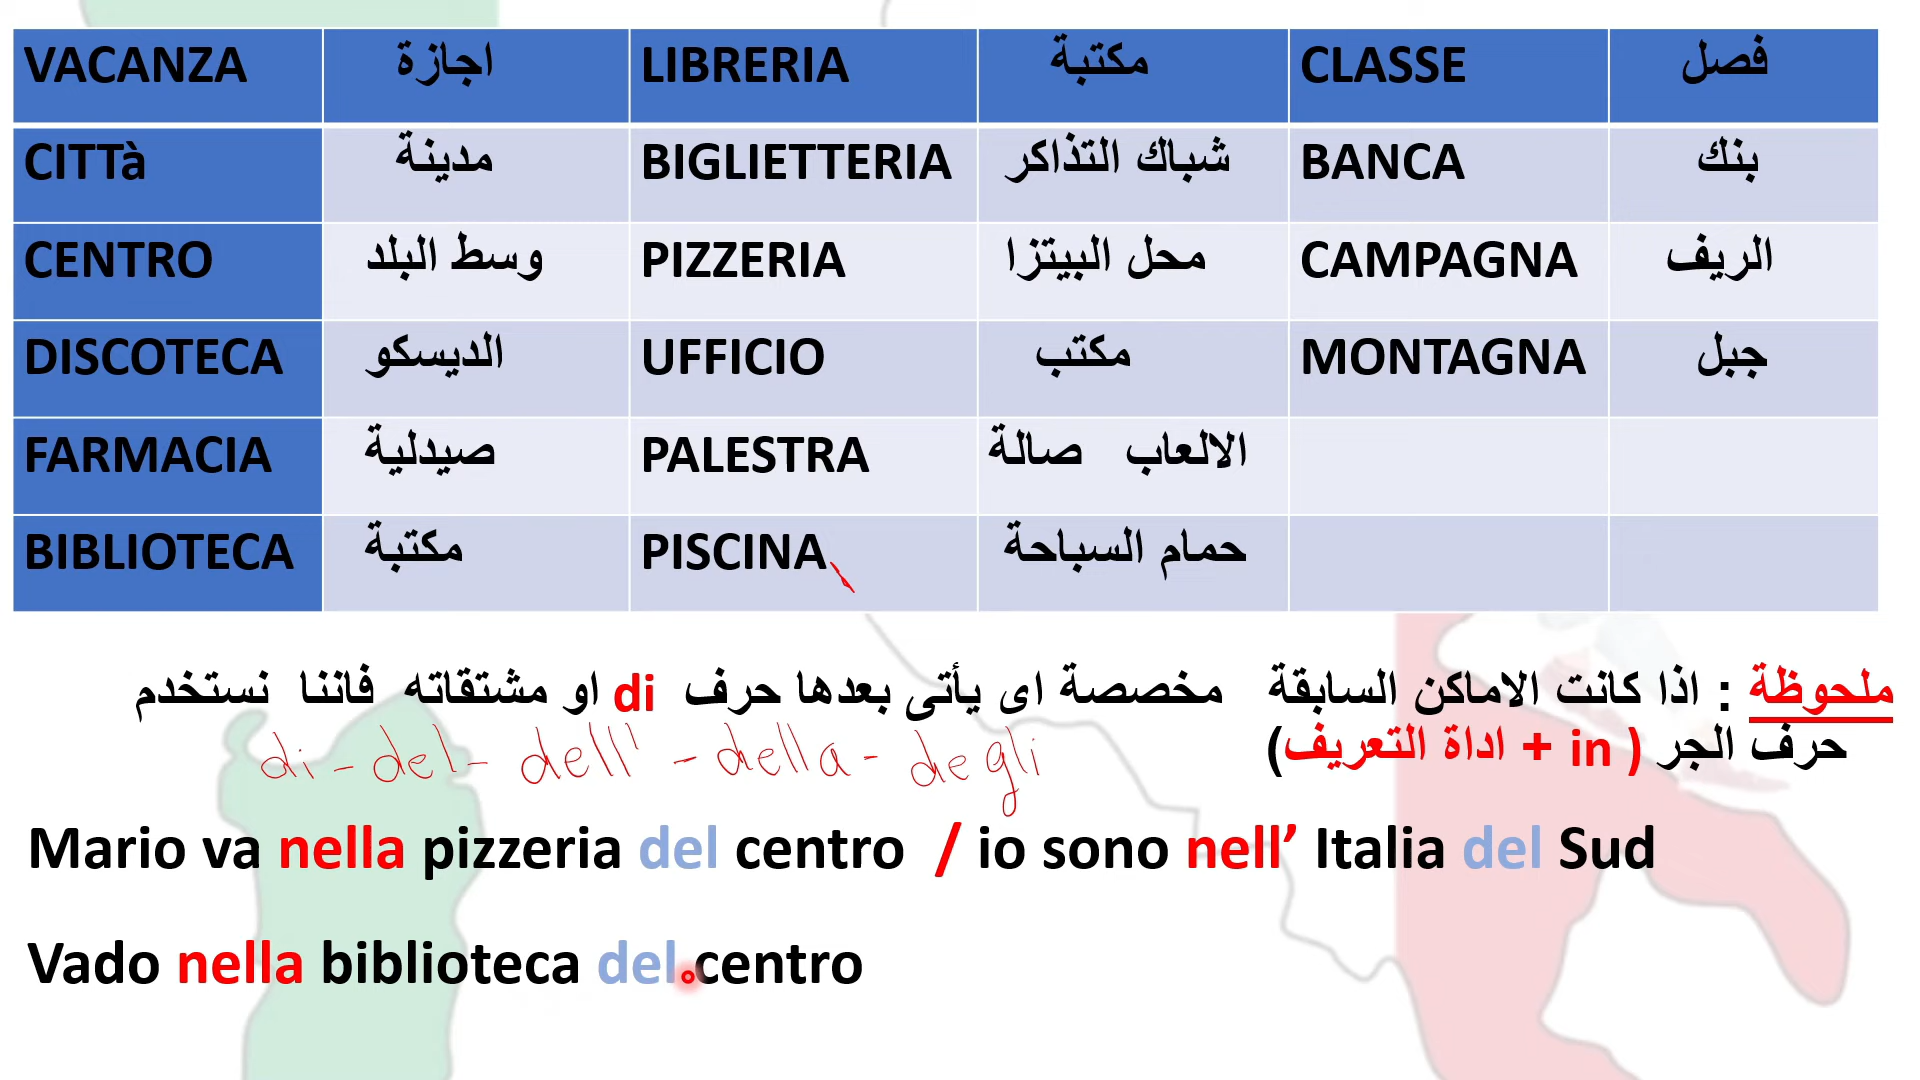 VACANZA اجازة LIBRERIA مكتبة CLASSE فصل
CITTà مدينة BIGLIETTERIA شباك التذاكر BANCA بنك
CENTRO وسط البلد PIZZERIA محل البيتزا CAMPAGNA الريف
DISCOTECA الديسكو UFFICIO مكتب MONTAGNA جبل
FARMACIA صيدلية PALESTRA الالعاب صالة
BIBLIOTECA مكتبة PISCINA حمام السباحة
ملحوظة : اذا كانت الاماكن السابقة مخصصة اى يأتى بعدها حرف di او مشتقاته فاننا نستخدم
حرف الجر ( in + اداة التعريف)
di - del - dell' - della - degli
Mario va nella pizzeria del centro / io sono nell’ Italia del Sud
Vado nella biblioteca del centro